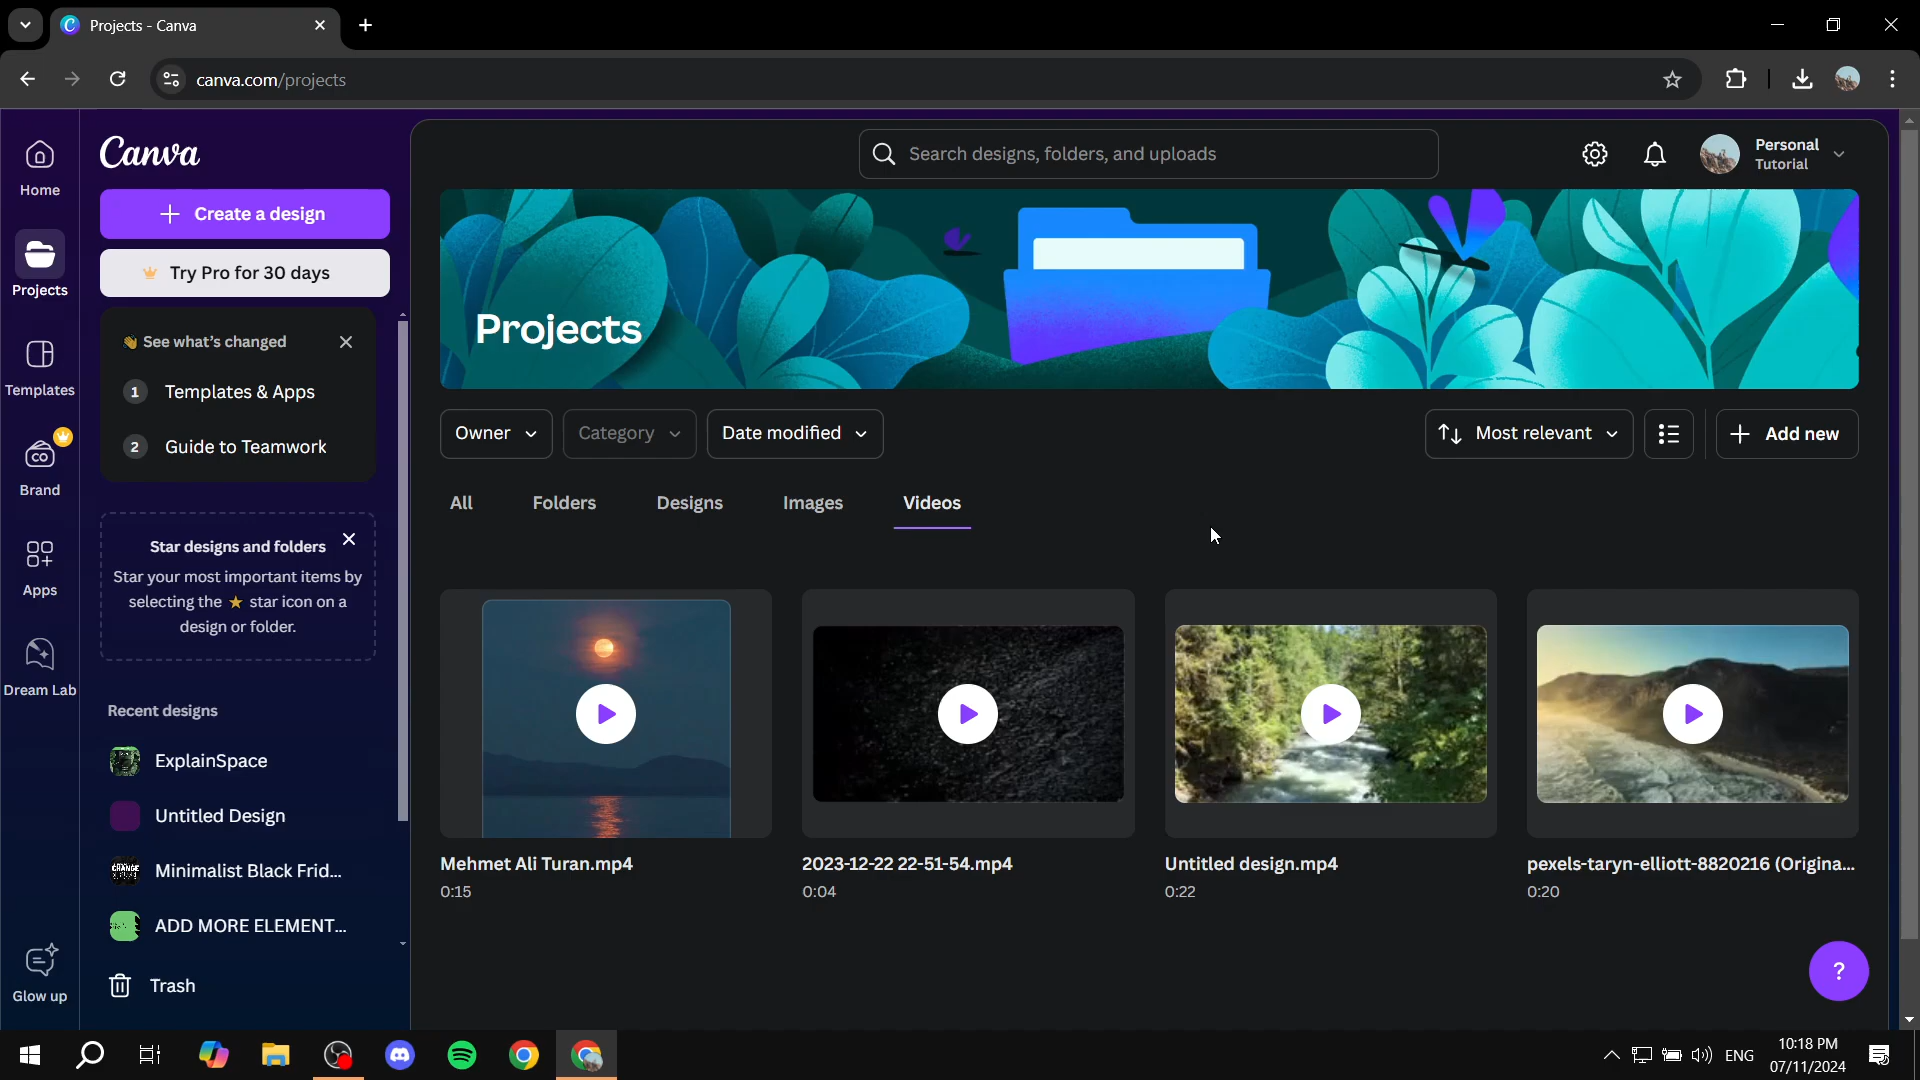 Projects - Canva
canva.com/projects
Home
Projects
Templates
Brand
Apps
Dream Lab
Glow up
Canva
Create a design
Try Pro for 30 days
👋 See what's changed
1 Templates & Apps
2 Guide to Teamwork
Star designs and folders
Star your most important items by
selecting the ★ star icon on a
design or folder.
Recent designs
ExplainSpace
Untitled Design
Minimalist Black Frid...
ADD MORE ELEMENT...
Trash
Search designs, folders, and uploads
Personal
Tutorial
Projects
Owner
Category
Date modified
Most relevant
Add new
All
Folders
Designs
Images
Videos
Mehmet Ali Turan.mp4
0:15
2023-12-22 22-51-54.mp4
0:04
Untitled design.mp4
0:22
pexels-taryn-elliott-8820216 (Origina...
0:20
?
ENG
10:18 PM
07/11/2024